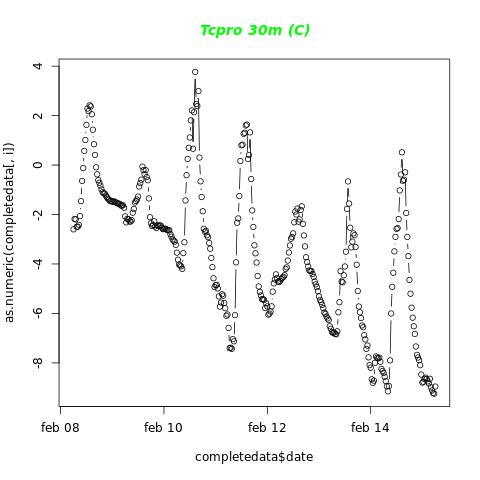 Tcpro 30m (C)
as.numeric(completedata[, i])
4
2
0
-2
-4
-6
-8
feb 08 feb 10 feb 12 feb 14
completedata$date